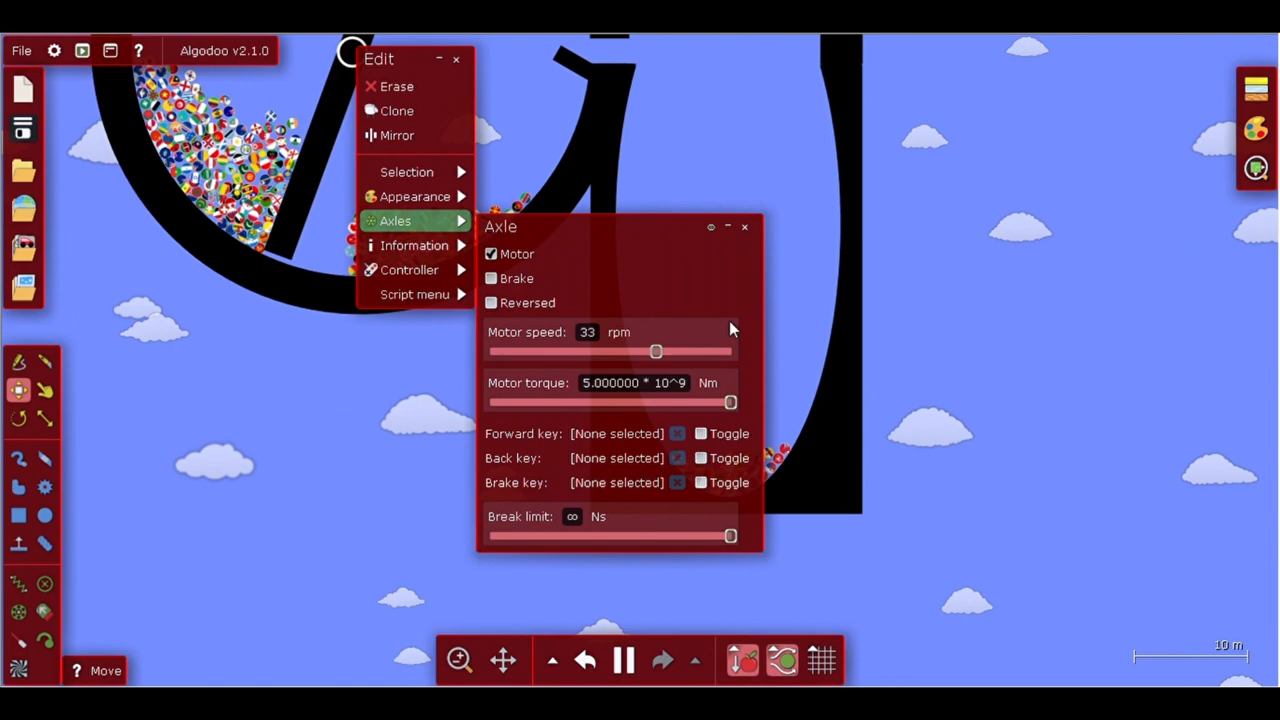 File
?
Algodoo v2.1.0
Edit
Erase
Clone
Mirror
Selection
Appearance
Axles
Information
Controller
Script menu
Axle
Motor
Brake
Reversed
Motor speed: 33 rpm
Motor torque: 5.000000 * 10^9 Nm
Forward key: [None selected] Toggle
Back key: [None selected] Toggle
Brake key: [None selected] Toggle
Break limit: ∞ Ns
? Move
10 m